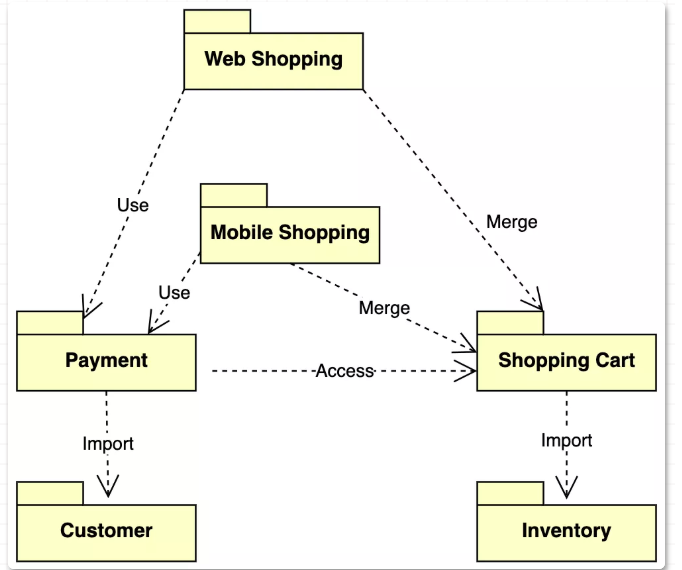 Web Shopping
Use
Merge
Mobile Shopping
Use
Merge
Payment
Access
Shopping Cart
Import
Import
Customer
Inventory